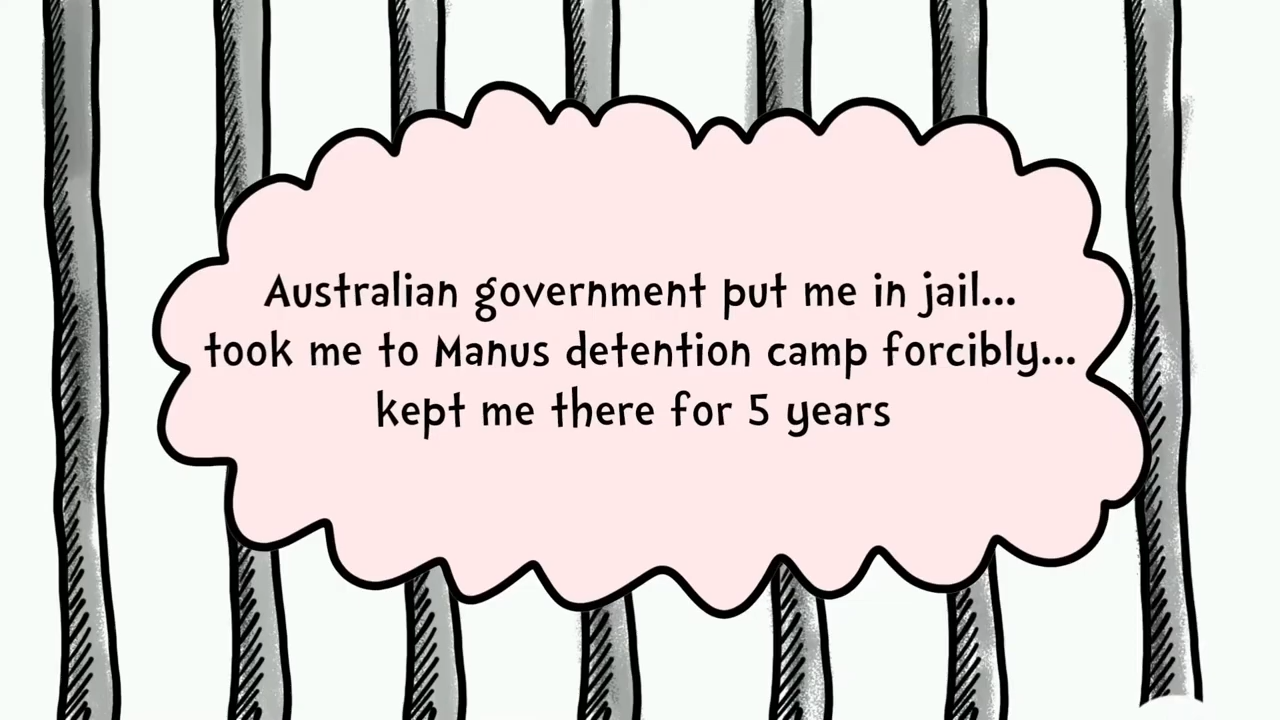 Australian government put me in jail...
took me to Manus detention camp forcibly...
kept me there for 5 years